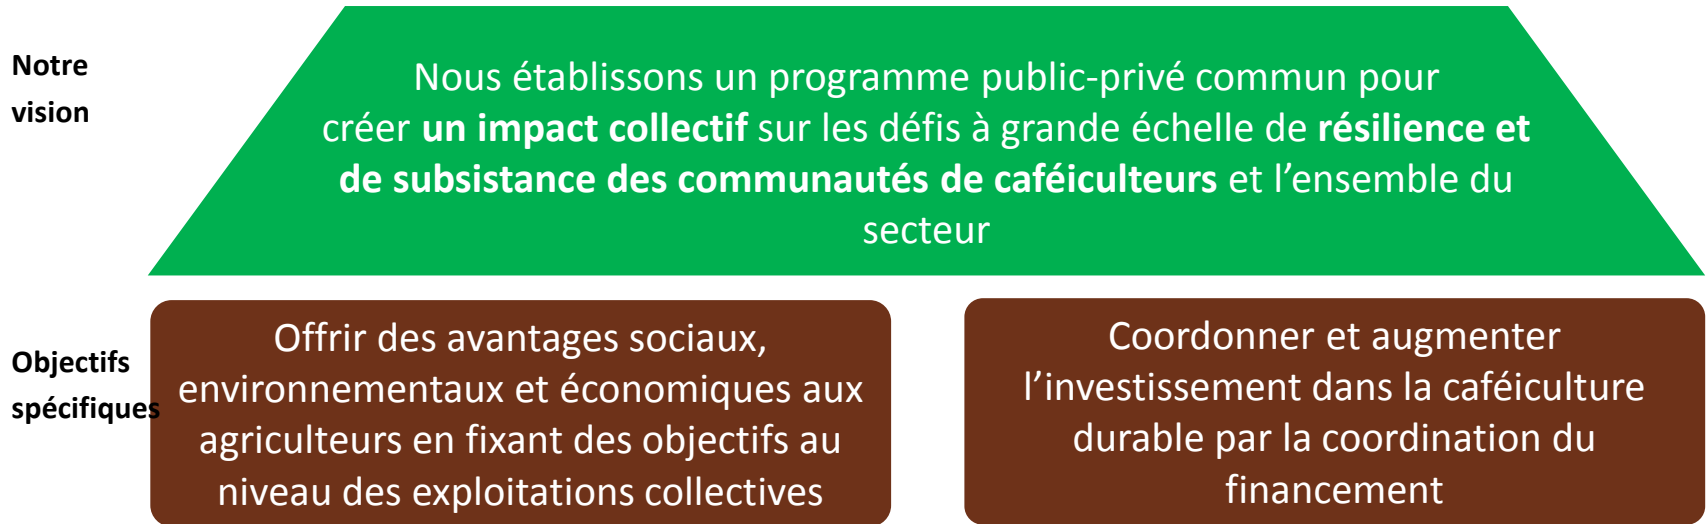 Notre
vision
Nous établissons un programme public-privé commun pour
créer un impact collectif sur les défis à grande échelle de résilience et
de subsistance des communautés de caféiculteurs et l’ensemble du
secteur
Objectifs
spécifiques
Offrir des avantages sociaux,
environnementaux et économiques aux
agriculteurs en fixant des objectifs au
niveau des exploitations collectives
Coordonner et augmenter
l’investissement dans la caféiculture
durable par la coordination du
financement